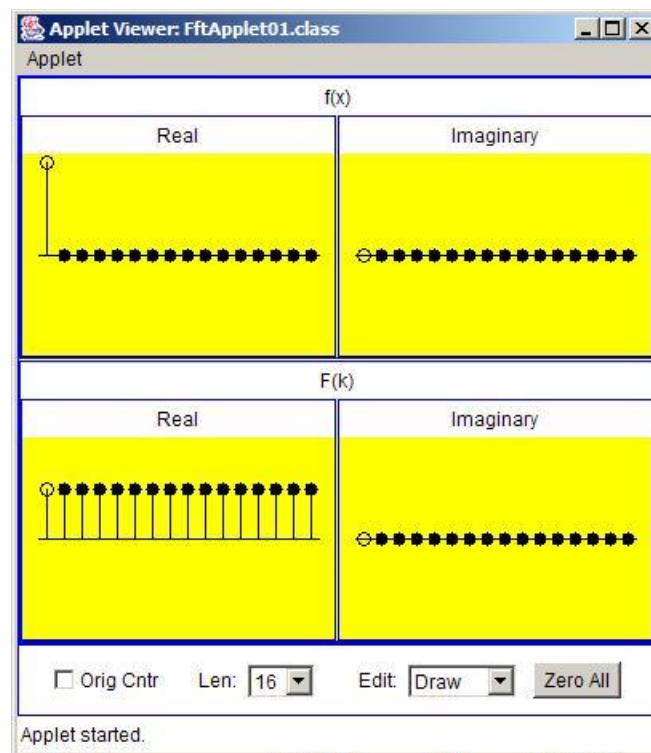 Applet Viewer: FftApplet01.class
Applet
f(x)
Real Imaginary
F(k)
Real Imaginary
Orig Cntr Len: 16 Edit: Draw Zero All
Applet started.